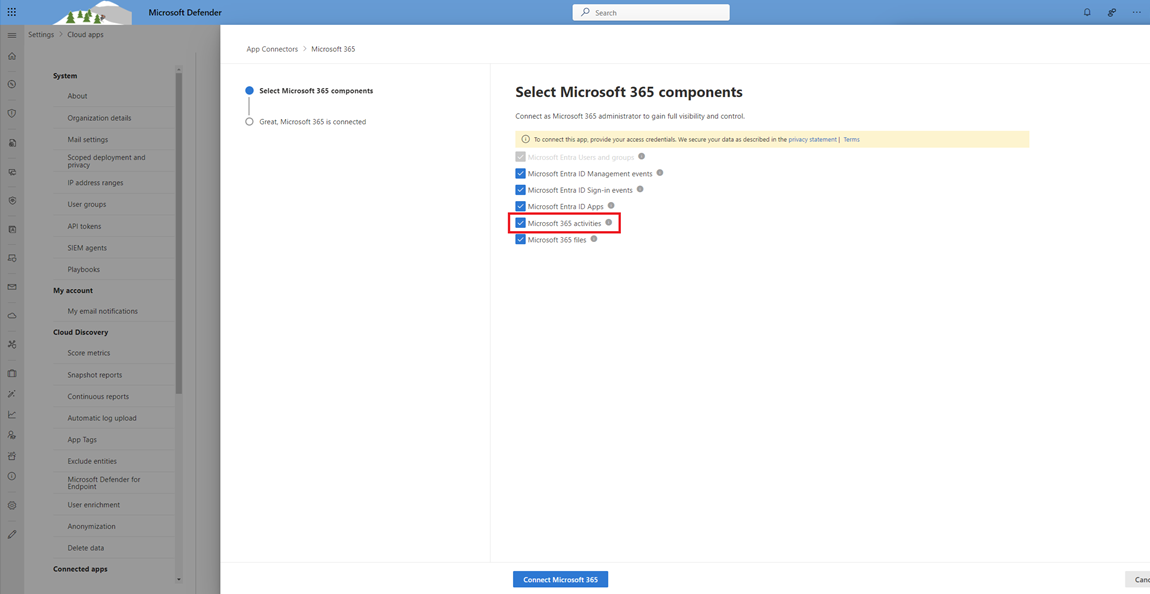 Microsoft Defender
Search
Settings > Cloud apps
System
About
Organization details
Mail settings
Scoped deployment and
privacy
IP address ranges
User groups
API tokens
SIEM agents
Playbooks
My account
My email notifications
Cloud Discovery
Score metrics
Snapshot reports
Continuous reports
Automatic log upload
App Tags
Exclude entities
Microsoft Defender for
Endpoint
User enrichment
Anonymization
Delete data
Connected apps
App Connectors > Microsoft 365
Select Microsoft 365 components
Great, Microsoft 365 is connected
Select Microsoft 365 components
Connect as Microsoft 365 administrator to gain full visibility and control.
To connect this app, provide your access credentials. We secure your data as described in the privacy statement | Terms
Microsoft Entra Users and groups
Microsoft Entra ID Management events
Microsoft Entra ID Sign-in events
Microsoft Entra ID Apps
Microsoft 365 activities
Microsoft 365 files
Connect Microsoft 365
Canc